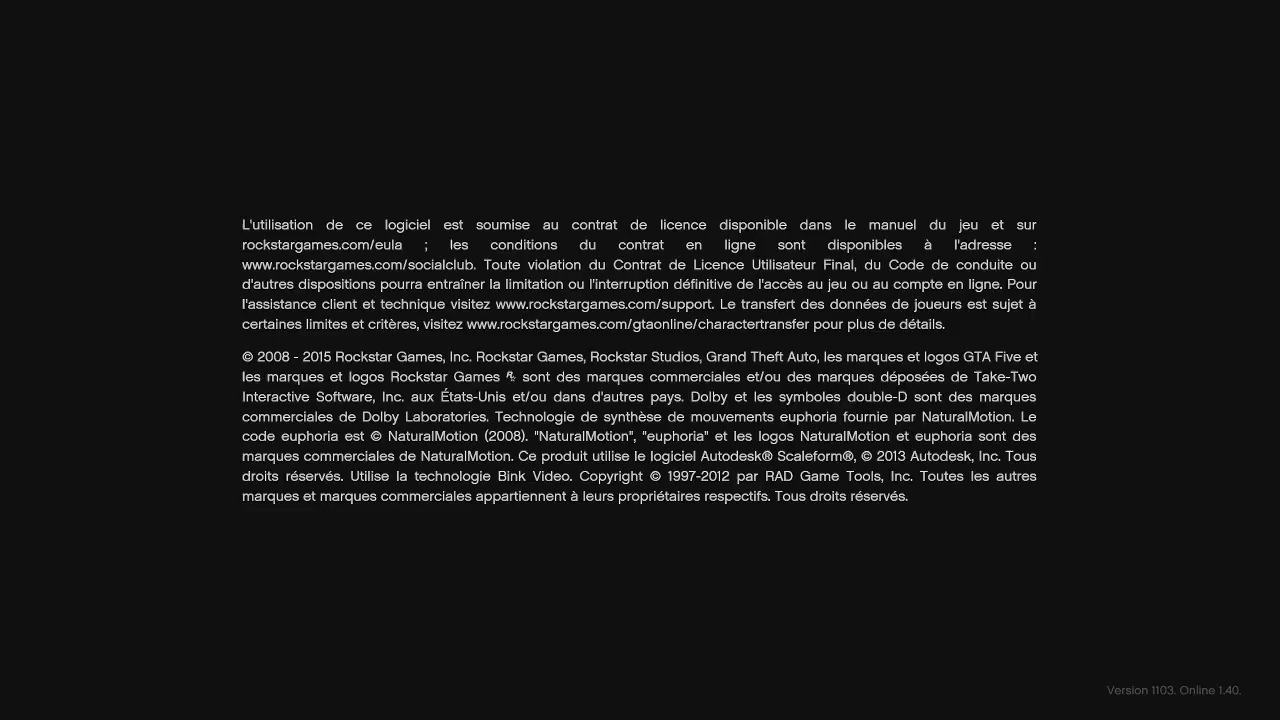 L'utilisation de ce logiciel est soumise au contrat de licence disponible dans le manuel du jeu et sur
rockstargames.com/eula ; les conditions du contrat en ligne sont disponibles à l'adresse :
www.rockstargames.com/socialclub. Toute violation du Contrat de Licence Utilisateur Final, du Code de conduite ou
d'autres dispositions pourra entraîner la limitation ou l'interruption définitive de l'accès au jeu ou au compte en ligne. Pour
l'assistance client et technique visitez www.rockstargames.com/support. Le transfert des données de joueurs est sujet à
certaines limites et critères, visitez www.rockstargames.com/gtaonline/charactertransfer pour plus de détails.
© 2008 - 2015 Rockstar Games, Inc. Rockstar Games, Rockstar Studios, Grand Theft Auto, les marques et logos GTA Five et
les marques et logos Rockstar Games R* sont des marques commerciales et/ou des marques déposées de Take-Two
Interactive Software, Inc. aux États-Unis et/ou dans d'autres pays. Dolby et les symboles double-D sont des marques
commerciales de Dolby Laboratories. Technologie de synthèse de mouvements euphoria fournie par NaturalMotion. Le
code euphoria est © NaturalMotion (2008). "NaturalMotion", "euphoria" et les logos NaturalMotion et euphoria sont des
marques commerciales de NaturalMotion. Ce produit utilise le logiciel Autodesk® Scaleform®, © 2013 Autodesk, Inc. Tous
droits réservés. Utilise la technologie Bink Video. Copyright © 1997-2012 par RAD Game Tools, Inc. Toutes les autres
marques et marques commerciales appartiennent à leurs propriétaires respectifs. Tous droits réservés.
Version 1103. Online 1.40.